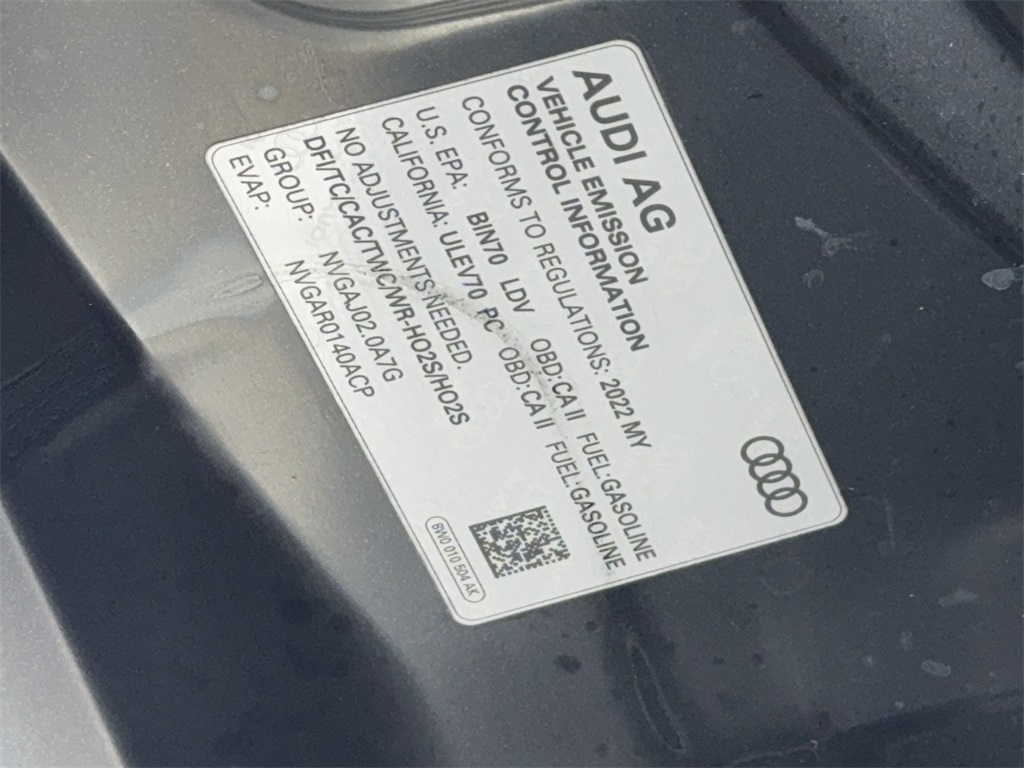 AUDI AG
VEHICLE EMISSION
CONTROL INFORMATION
CONFORMS TO REGULATIONS: 2022 MY
U.S. EPA: BIN70 LDV OBD:CA II FUEL:GASOLINE
CALIFORNIA: ULEV70 PC OBD:CA II FUEL:GASOLINE
NO ADJUSTMENTS NEEDED.
DFI/TC/CAC/TWC/WR-HO2S/HO2S
GROUP: NVGAJ02.0A7G
EVAP: NVGAR0140ACP
8W0 010 504 AK